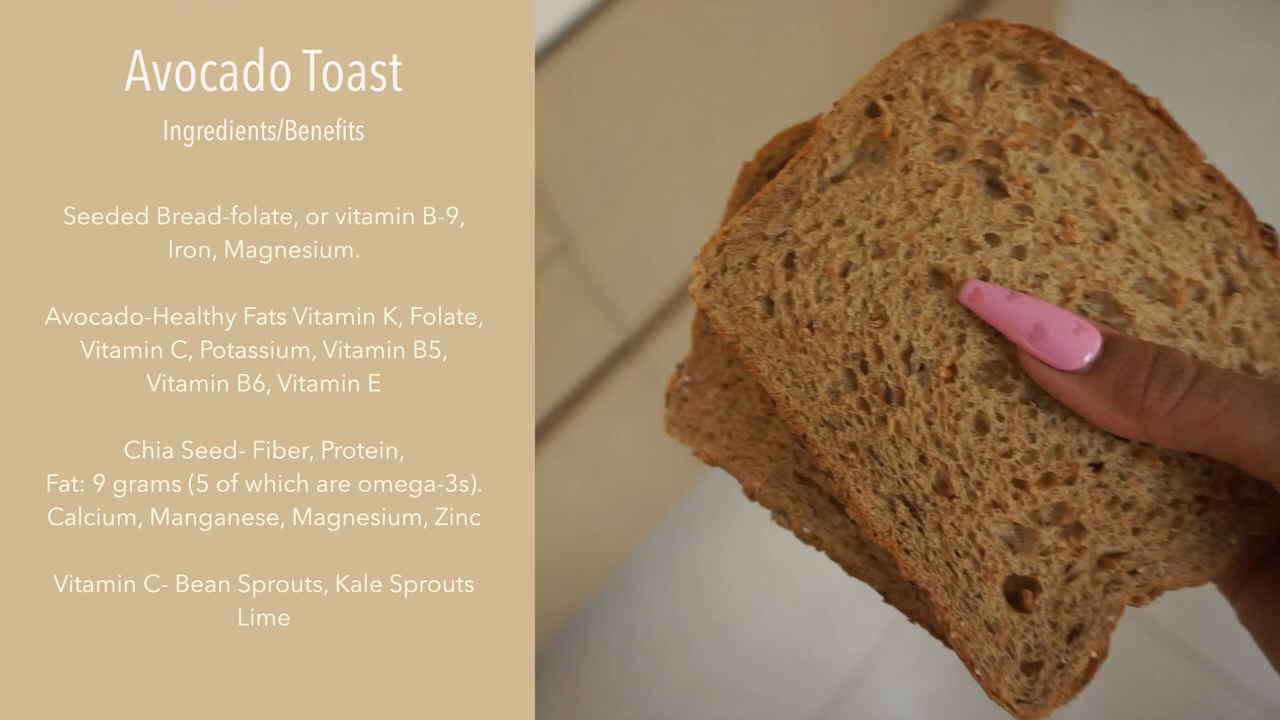 Avocado Toast
Ingredients/Benefits
Seeded Bread-folate, or vitamin B-9,
Iron, Magnesium.
Avocado-Healthy Fats Vitamin K, Folate,
Vitamin C, Potassium, Vitamin B5,
Vitamin B6, Vitamin E
Chia Seed- Fiber, Protein,
Fat: 9 grams (5 of which are omega-3s).
Calcium, Manganese, Magnesium, Zinc
Vitamin C- Bean Sprouts, Kale Sprouts
Lime